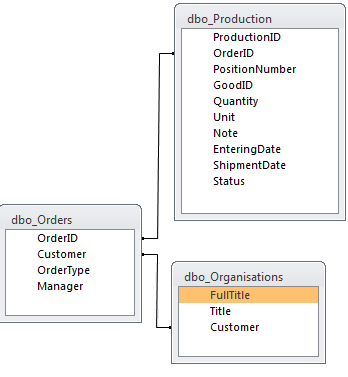 dbo_Production
ProductionID
OrderID
PositionNumber
GoodID
Quantity
Unit
Note
EnteringDate
ShipmentDate
Status
dbo_Orders
OrderID
Customer
OrderType
Manager
dbo_Organisations
FullTitle
Title
Customer